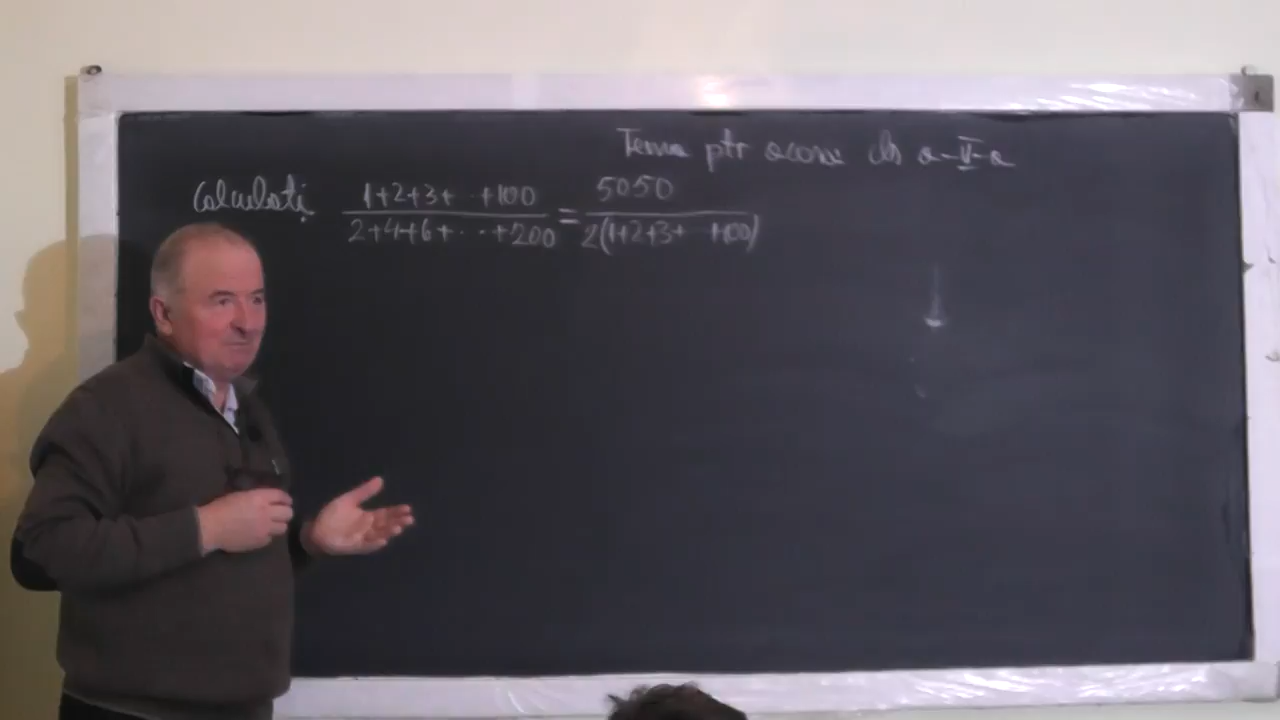 Tema ptr acasă cls a-V-a
Calculați 1+2+3+ ..+100 / 2+4+6+...+200 = 5050 / 2(1+2+3+ +100)